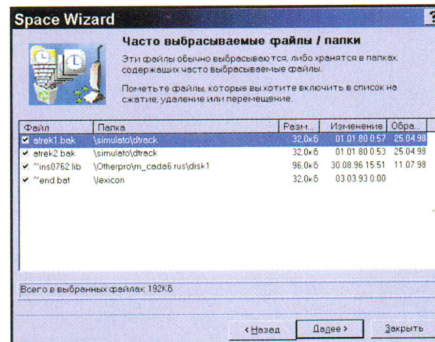 Space Wizard
Часто выбрасываемые файлы / папки
Эти файлы обычно выбрасываются, либо хранятся в папках, содержащих часто выбрасываемые файлы.
Пометьте файлы, которые вы хотите включить в список на сжатие, удаление или перемещение.
Файл Папка Разм... Изменение Обра...
atrek1.bak \simulato\dtrack 32,0кб 01.01.80 0:57 25.04.98
atrek2.bak \simulato\dtrack 32,0кб 01.01.80 0:53 25.04.98
~ins0762.lib \Otherpro\m_cada6.rus\disk1 96,0кб 30.08.96 15:51 11.07.98
~end.bat \lexicon 32,0кб 03.03.93 0:00
Всего в выбранных файлах: 192Кб
< Назад Далее > Закрыть